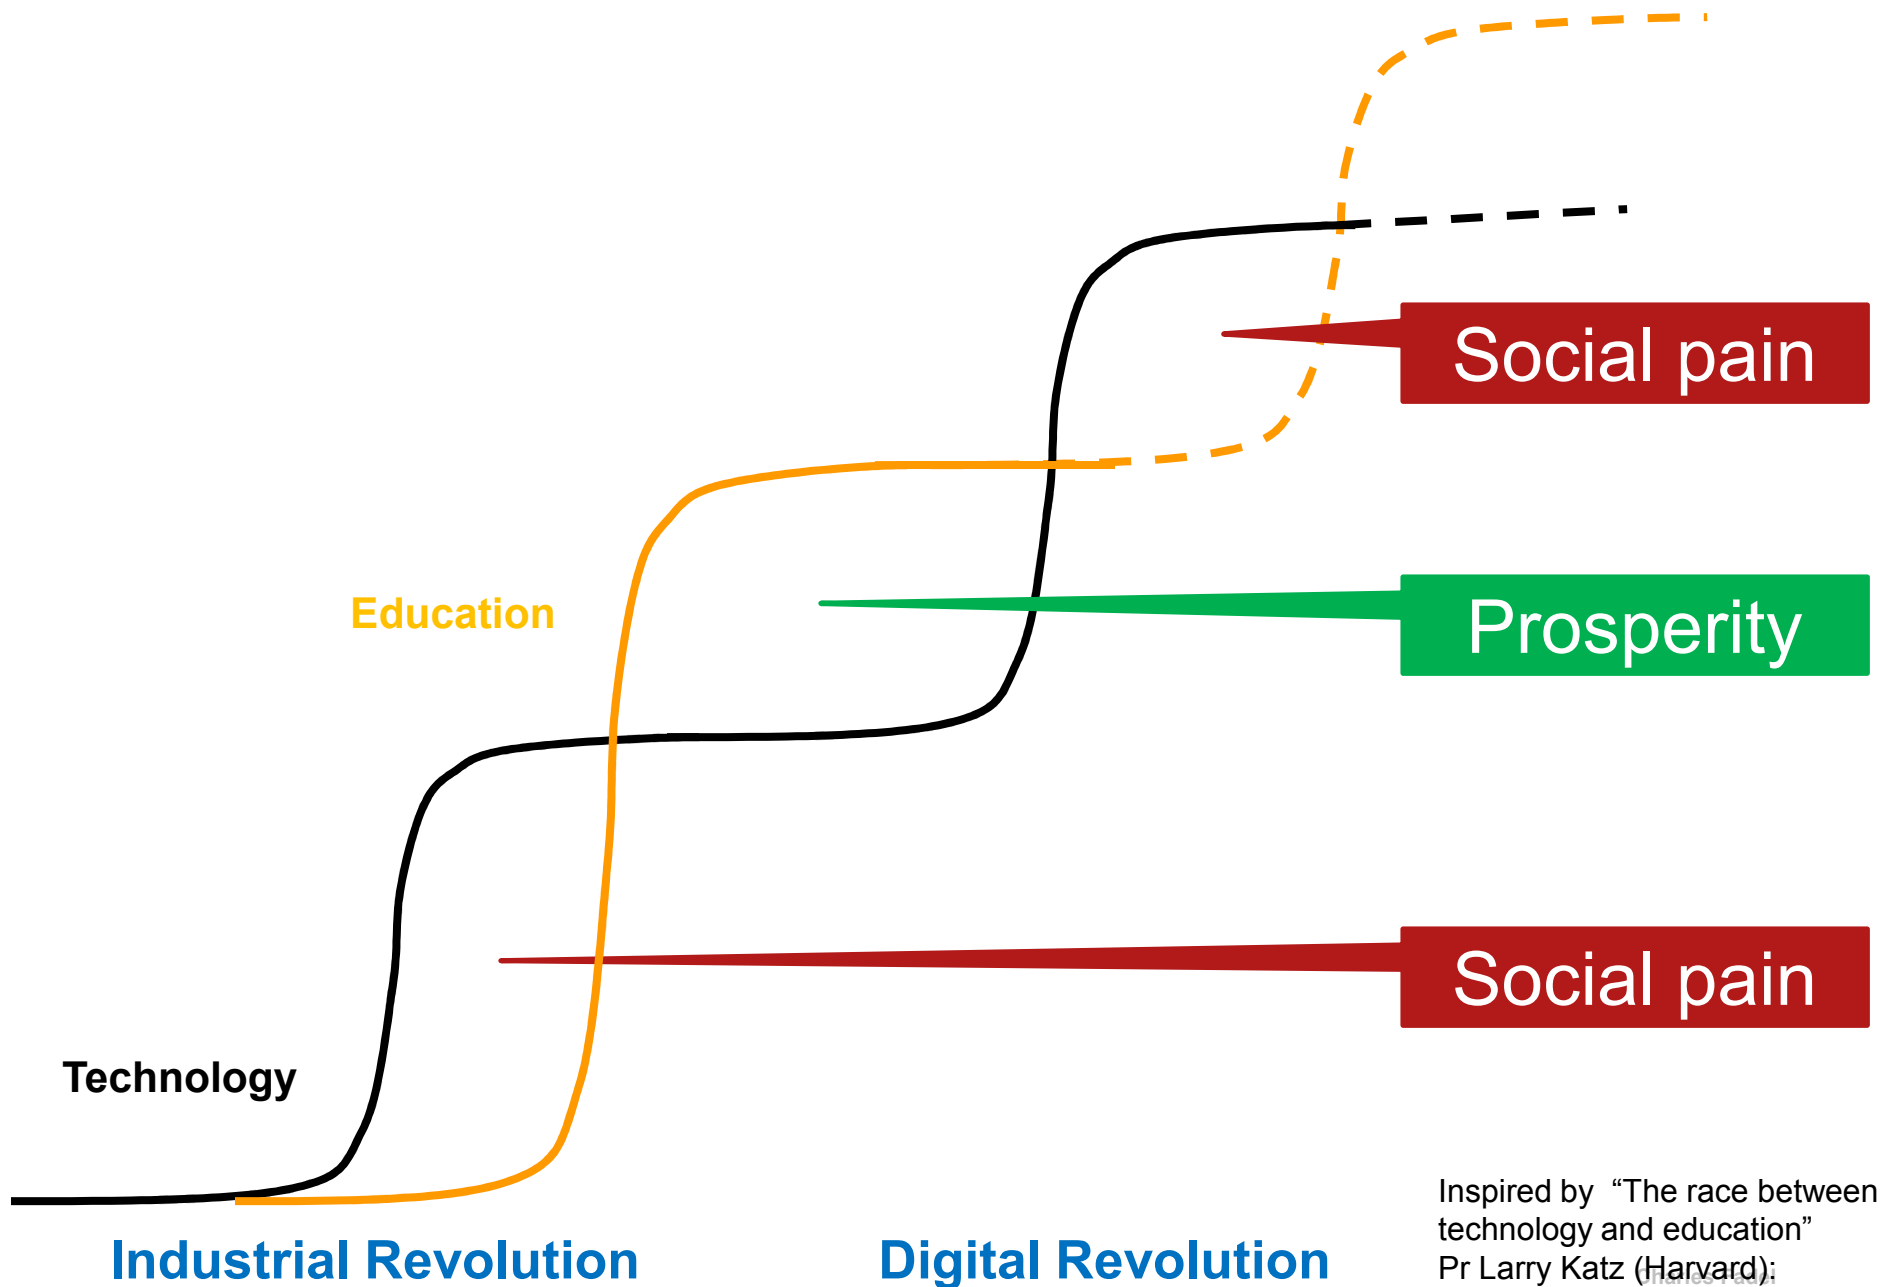 Social pain
Education
Prosperity
Social pain
Technology
Inspired by “The race between
technology and education”
Pr Larry Katz (Harvard);
Industrial Revolution
Digital Revolution